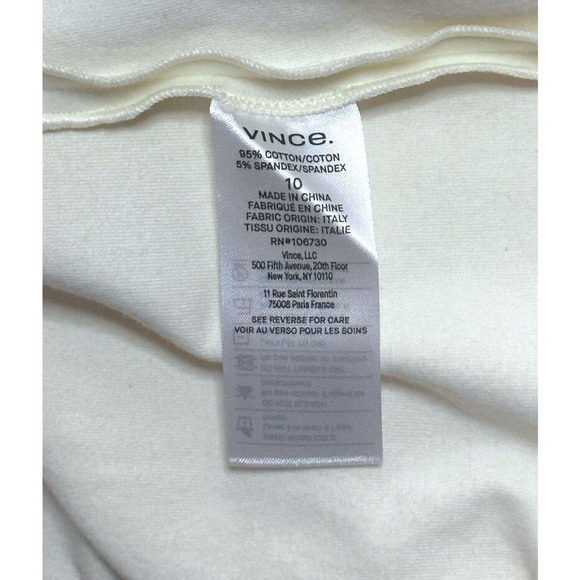 VINCe.
95% COTTON/COTON
5% SPANDEX/SPANDEX
10
MADE IN CHINA
FABRIQUÉ EN CHINE
FABRIC ORIGIN: ITALY
TISSU ORIGINE: ITALIE
RN#106730
Vince, LLC
500 Fifth Avenue, 20th Floor
New York, NY 10110
11 Rue Saint Florentin
75008 Paris France
SEE REVERSE FOR CARE
VOIR AU VERSO POUR LES SOINS